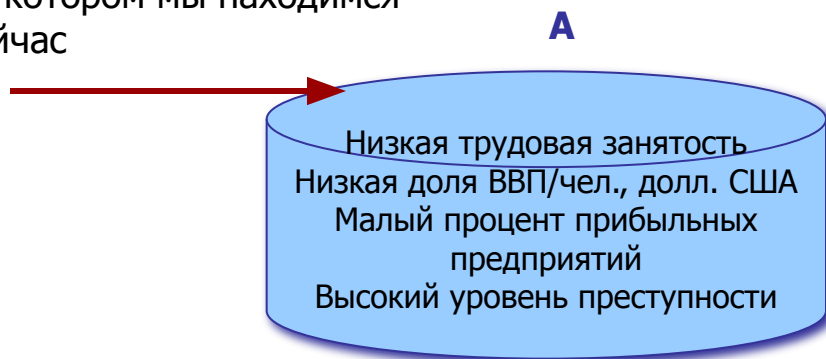 котором мы находимся
йчас
А
Низкая трудовая занятость
Низкая доля ВВП/чел., долл. США
Малый процент прибыльных
предприятий
Высокий уровень преступности